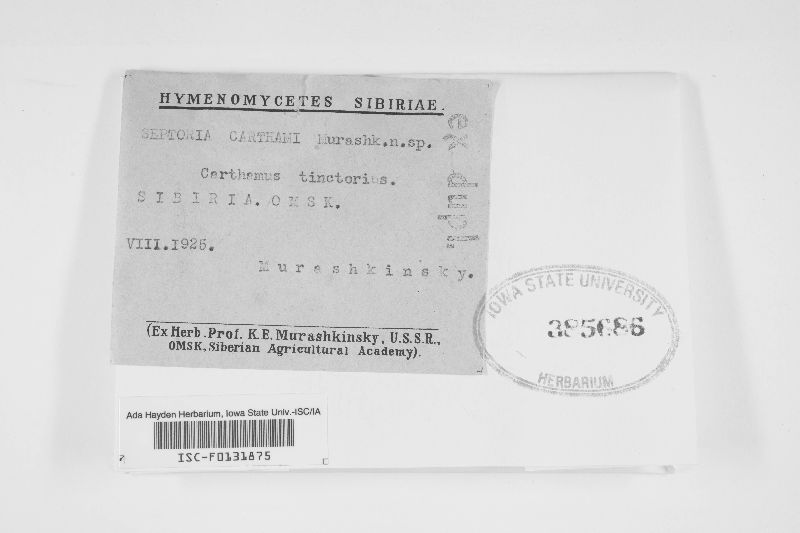 HYMENOMYCETES SIBIRIAE.
SEPTORIA CARTHAMI Murashk.n.sp.
Carthamus tinctorius.
SIBIRIA. OMSK.
VIII.1926.
Murashkinsky.
(Ex Herb. Prof. K.E. Murashkinsky, U.S.S.R.,
OMSK, Siberian Agricultural Academy).
IOWA STATE UNIVERSITY
385686
HERBARIUM
Ada Hayden Herbarium, Iowa State Univ.-ISC/IA
ISC-F0131875